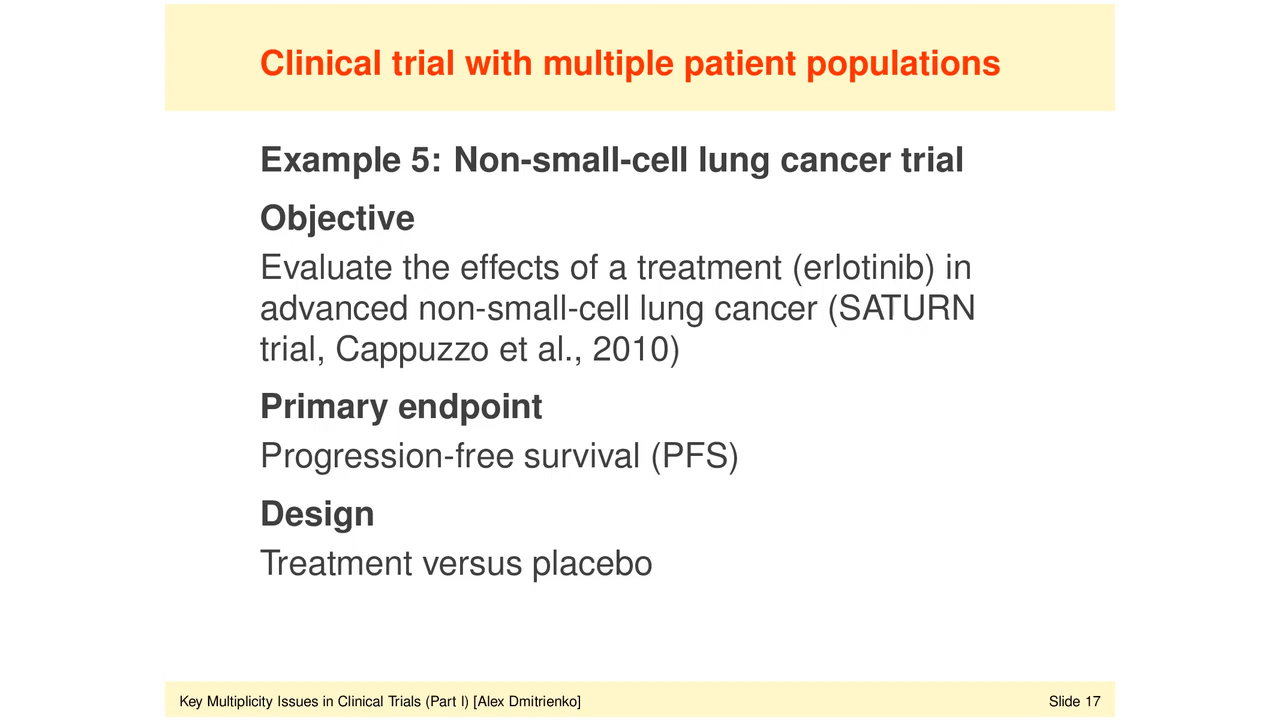 Clinical trial with multiple patient populations
Example 5: Non-small-cell lung cancer trial
Objective
Evaluate the effects of a treatment (erlotinib) in
advanced non-small-cell lung cancer (SATURN
trial, Cappuzzo et al., 2010)
Primary endpoint
Progression-free survival (PFS)
Design
Treatment versus placebo
Key Multiplicity Issues in Clinical Trials (Part I) [Alex Dmitrienko]
Slide 17